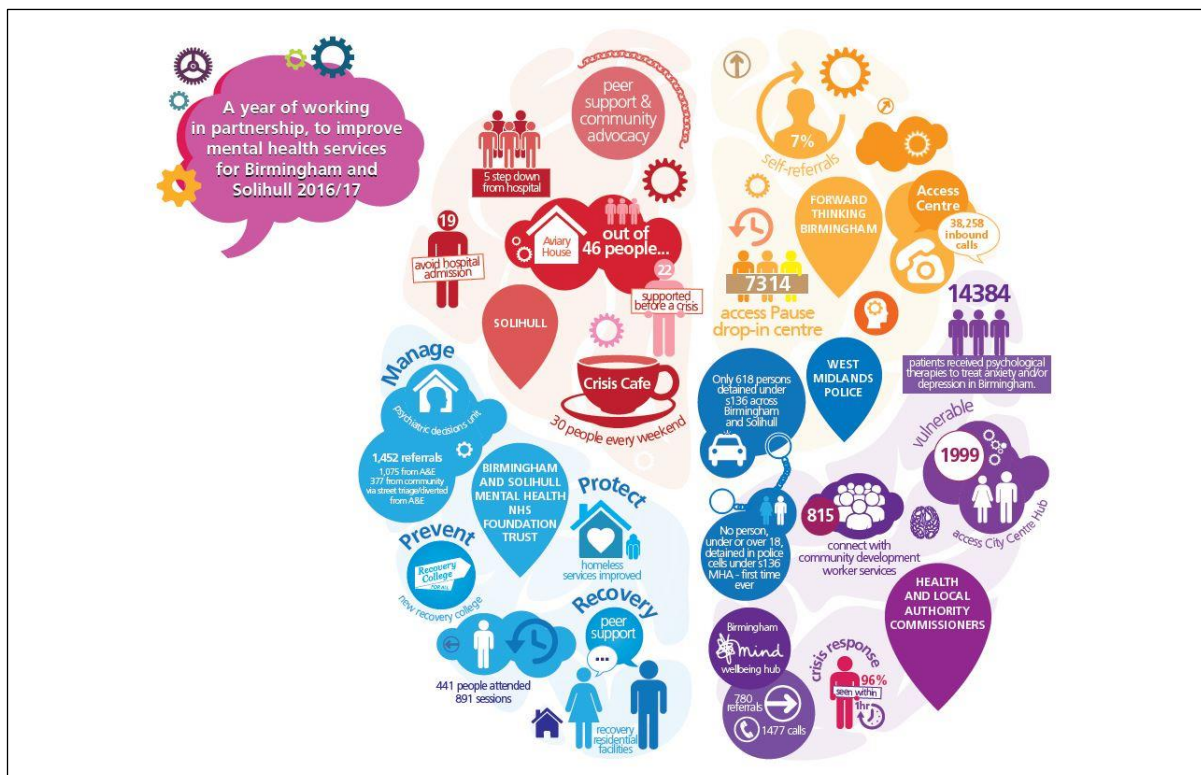 A year of working
in partnership, to improve
mental health services
for Birmingham and
Solihull 2016/17
peer
support &
community
advocacy
5 step down
from hospital
19
avoid hospital
admission
Aviary
House
out of
46 people...
22
supported
before a crisis
SOLIHULL
Crisis Cafe
30 people every weekend
7%
self-referrals
FORWARD
THINKING
BIRMINGHAM
Access
Centre
38,258
inbound
calls
7314
access Pause
drop-in centre
14384
patients received psychological
therapies to treat anxiety and/or
depression in Birmingham.
Manage
psychiatric decisions unit
1,452 referrals
1,075 from A&E
377 from community
via street triage/diverted
from A&E
BIRMINGHAM
AND SOLIHULL
MENTAL HEALTH
NHS
FOUNDATION
TRUST
Protect
homeless
services improved
Prevent
Recovery
College
FOR ALL
new recovery college
441 people attended
891 sessions
Recovery
peer
support
...
recovery
residential
facilities
Only 618 persons
detained under
s136 across
Birmingham
and Solihull
WEST
MIDLANDS
POLICE
No person,
under or over 18,
detained in police
cells under s136
MHA - first time
ever
vulnerable
1999
access City Centre Hub
815
connect with
community development
worker services
HEALTH
AND LOCAL
AUTHORITY
COMMISSIONERS
Birmingham
mind
wellbeing hub
780
referrals
1477 calls
crisis response
96%
seen within
1hr